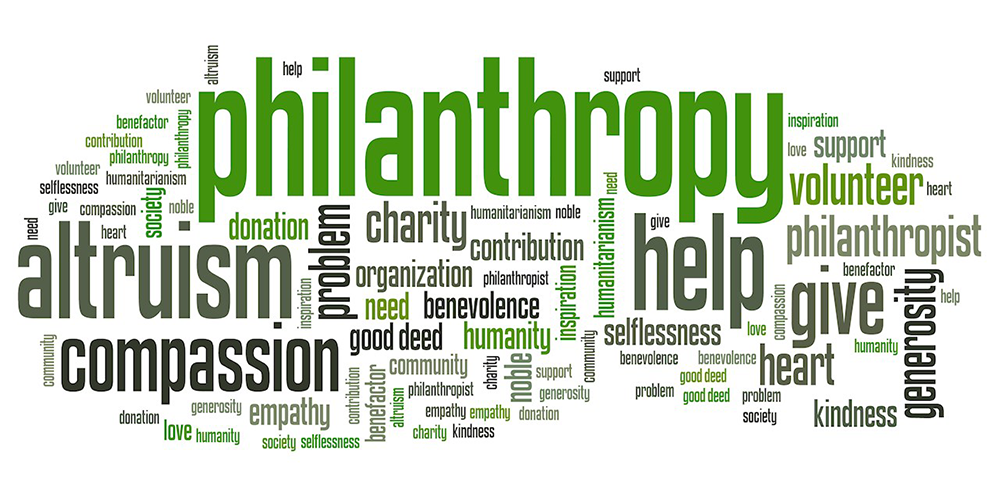 altruism
help
support
volunteer
philanthropy
benefactor
philanthropy
inspiration
contribution
love
support
philanthropy
kindness
volunteer
humanitarianism
need
volunteer
heart
selflessness
society
noble
give
compassion
need
heart
donation
problem
charity
humanitarianism
noble
humanitarianism
give
help
philanthropist
altruism
contribution
organization
philanthropist
inspiration
benefactor
give
generosity
help
inspiration
need
benevolence
compassion
good deed
humanity
selflessness
love
humanity
community
compassion
community
charity
noble
support
community
benevolence
benevolence
heart
good deed
contribution
benefactor
altruism
philanthropist
generosity
problem
good deed
problem
donation
generosity
empathy
empathy
empathy
donation
society
kindness
love
humanity
society
selflessness
charity
kindness